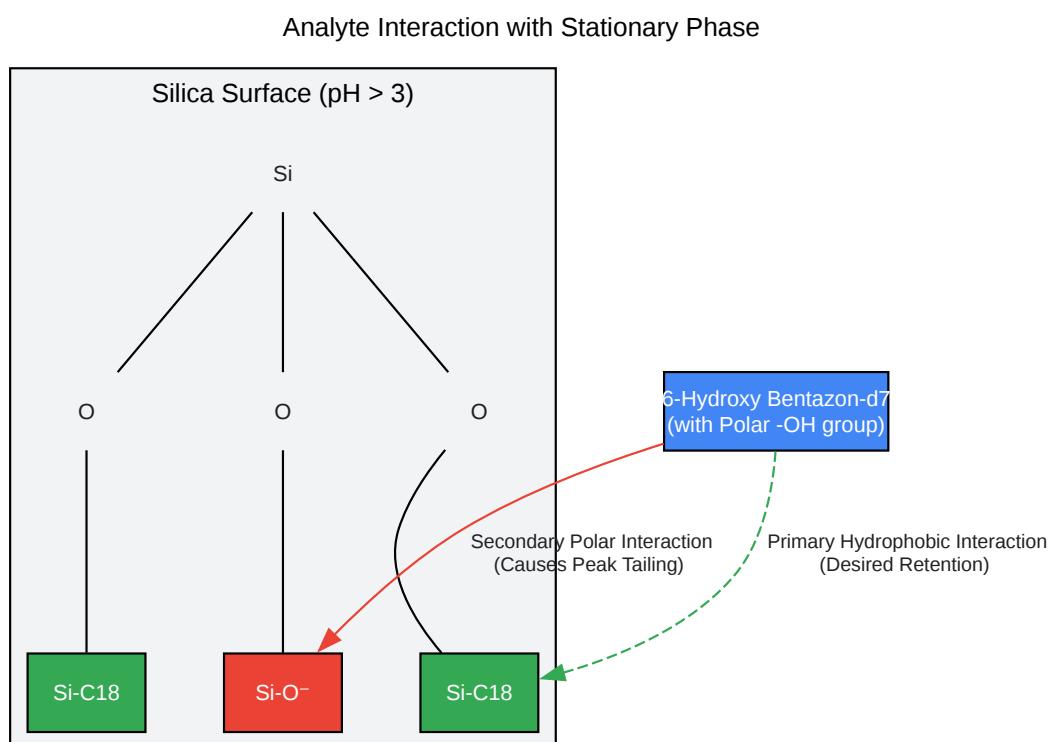 Analyte Interaction with Stationary Phase
Silica Surface (pH > 3)
Si
O
O
O
6-Hydroxy Bentazon-d7
(with Polar -OH group)
Secondary Polar Interaction
(Causes Peak Tailing)
Primary Hydrophobic Interaction
(Desired Retention)
Si-C18
Si-O⁻
Si-C18